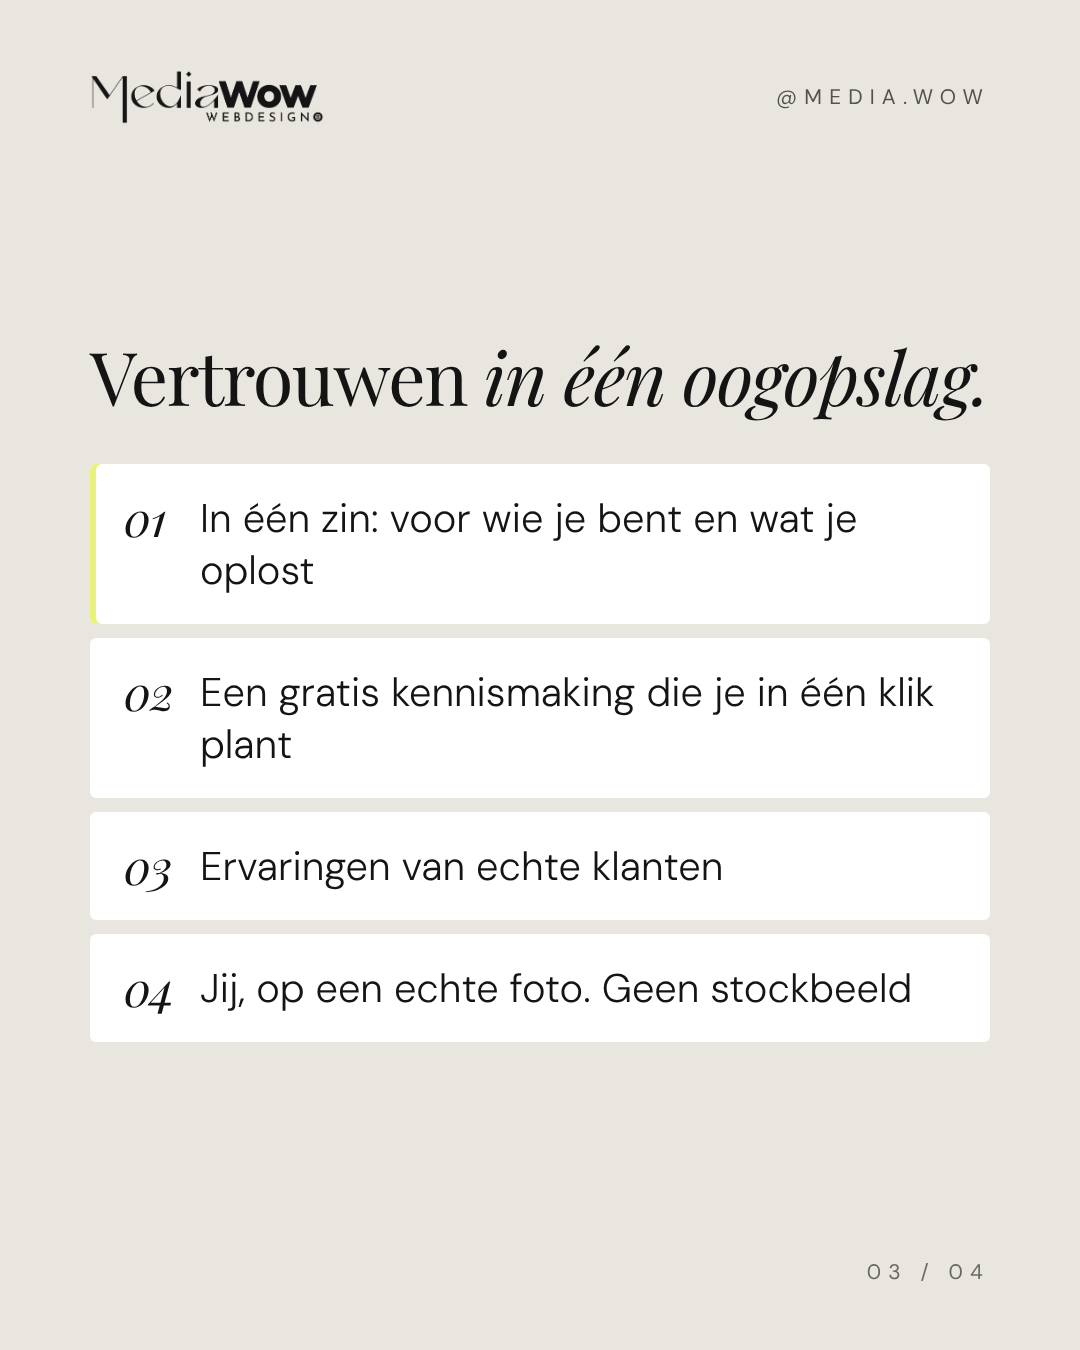 MediaWow
WEBDESIGN
@MEDIA.WOW
Vertrouwen in één oogopslag.
01 In één zin: voor wie je bent en wat je
oplost
02 Een gratis kennismaking die je in één klik
plant
03 Ervaringen van echte klanten
04 Jij, op een echte foto. Geen stockbeeld
03 / 04